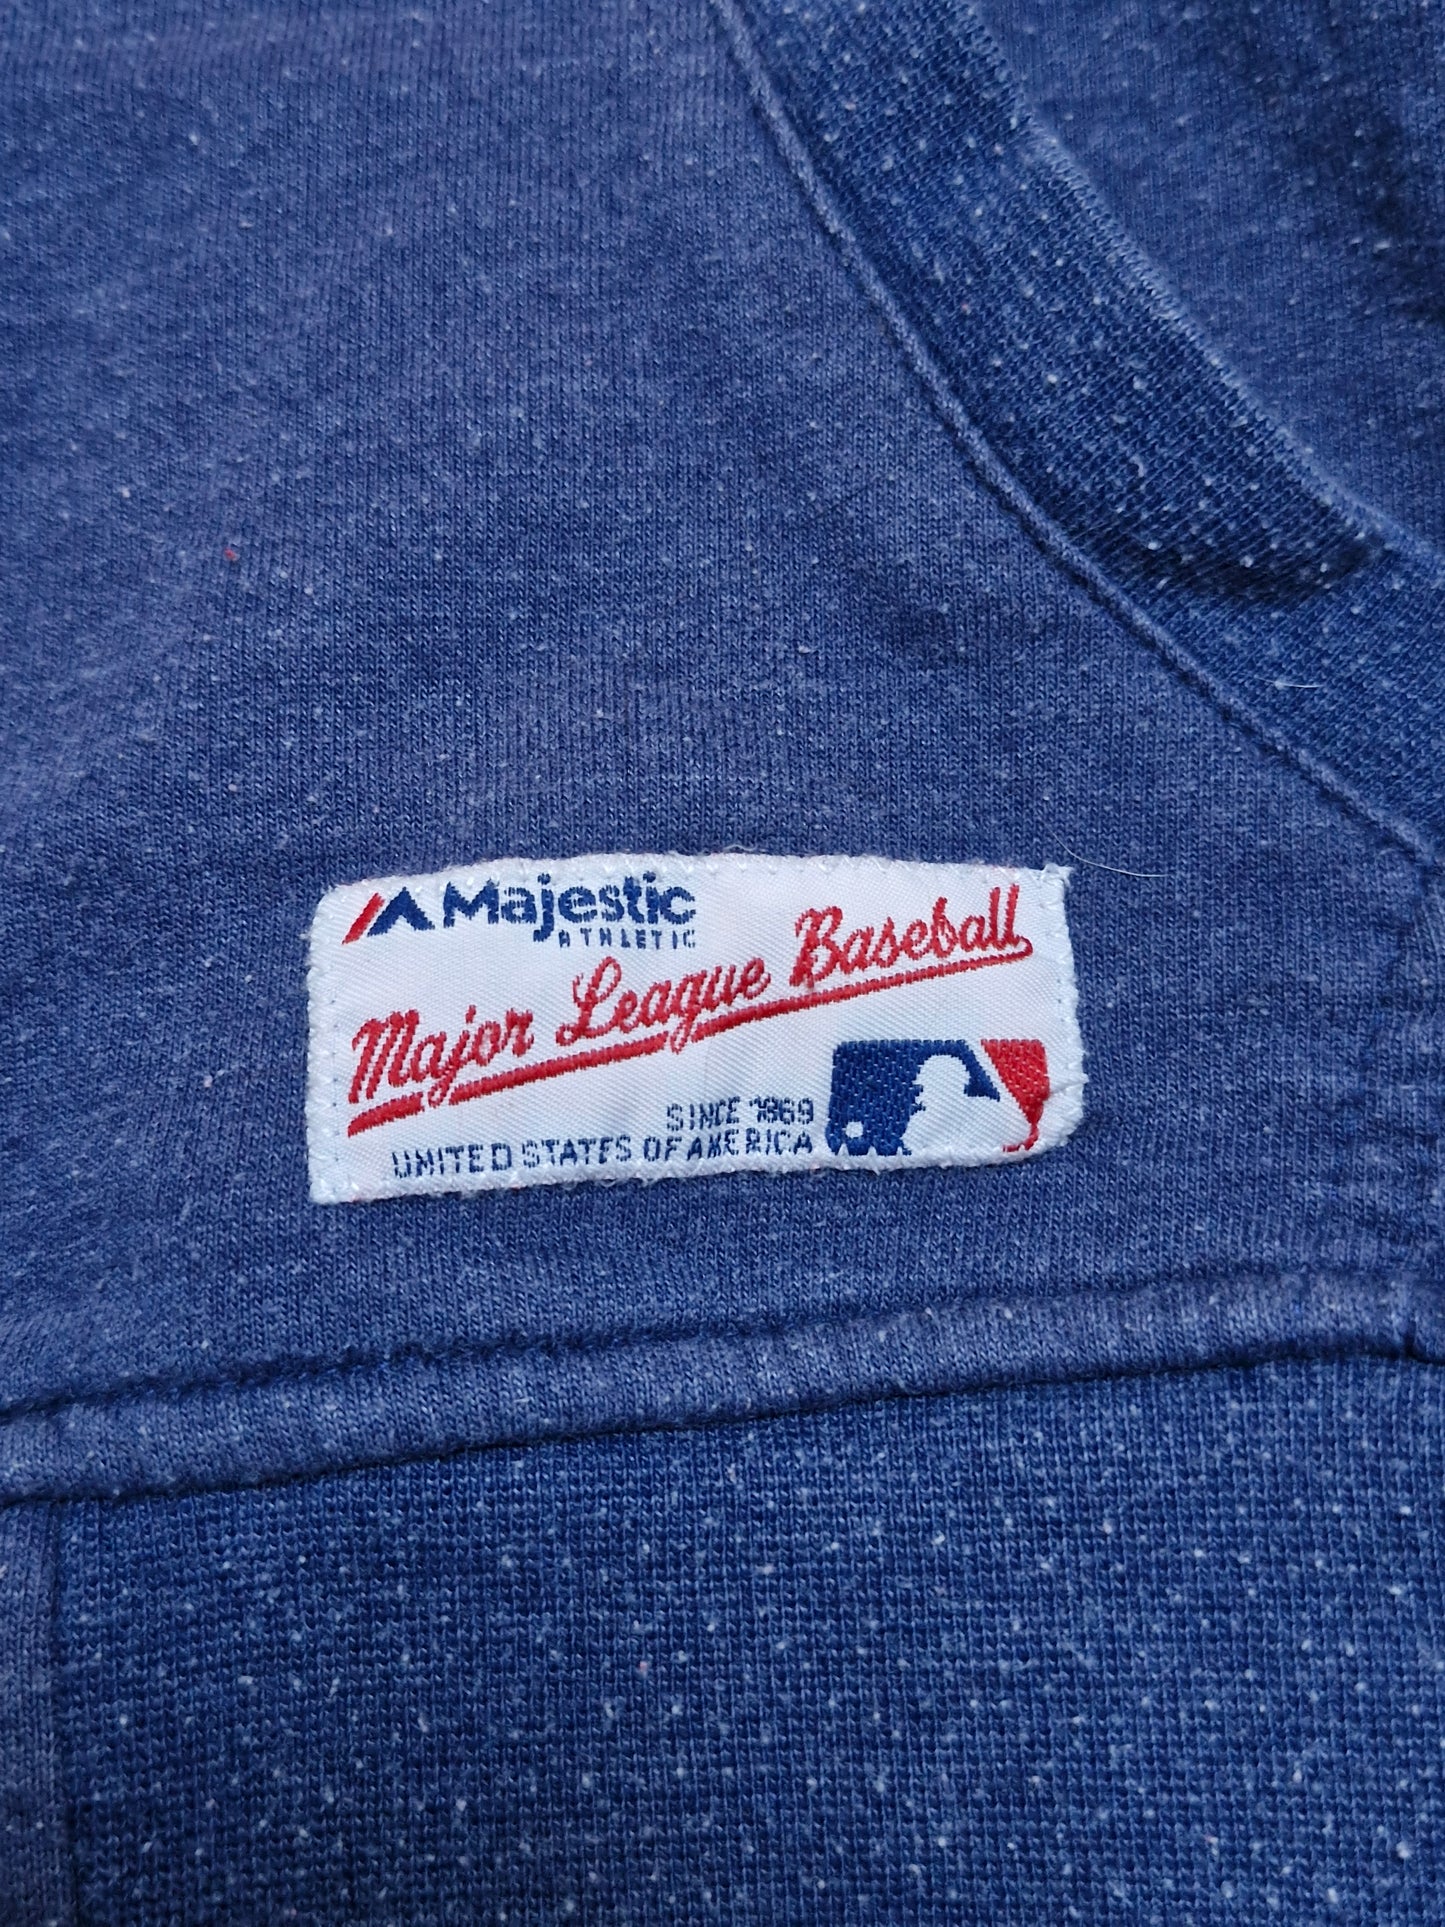 Majestic
ATHLETIC
Major League Baseball
SINCE 1869
UNITED STATES OF AMERICA